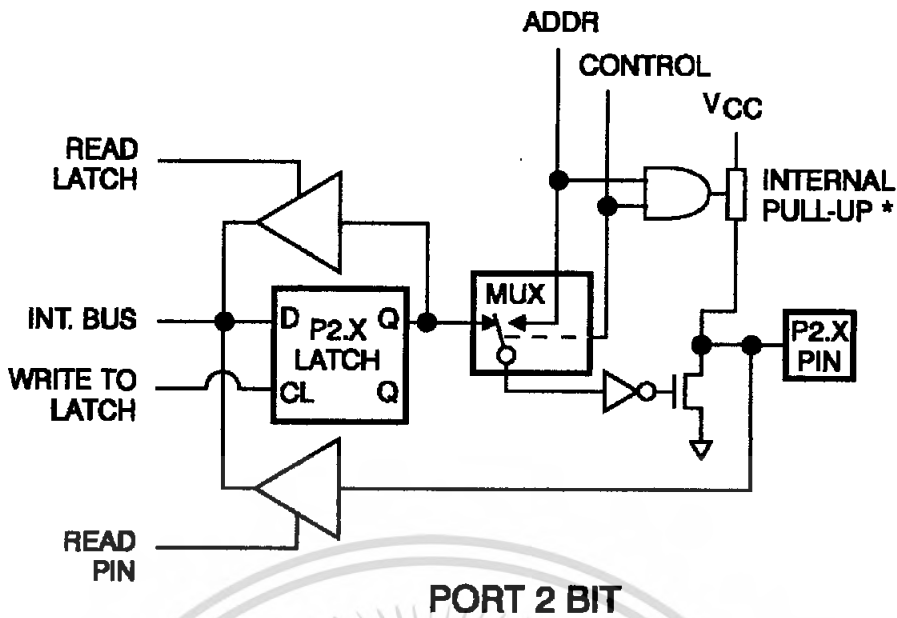 ADDR
CONTROL
VCC
READ
LATCH
INTERNAL
PULL-UP *
MUX
INT. BUS
D
Q
P2.X
LATCH
P2.X
PIN
WRITE TO
LATCH
CL
Q
READ
PIN
PORT 2 BIT